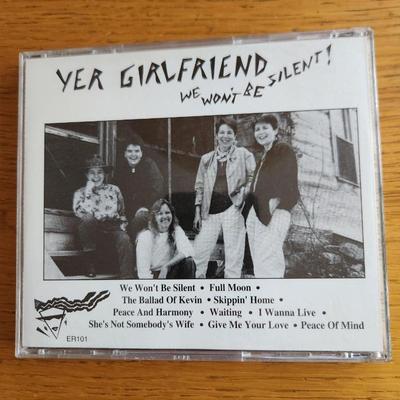 YER GIRLFRIEND
WE WON'T BE SILENT!
We Won't Be Silent • Full Moon •
The Ballad Of Kevin • Skippin' Home •
Peace And Harmony • Waiting • I Wanna Live •
She's Not Somebody's Wife • Give Me Your Love • Peace Of Mind
ER101